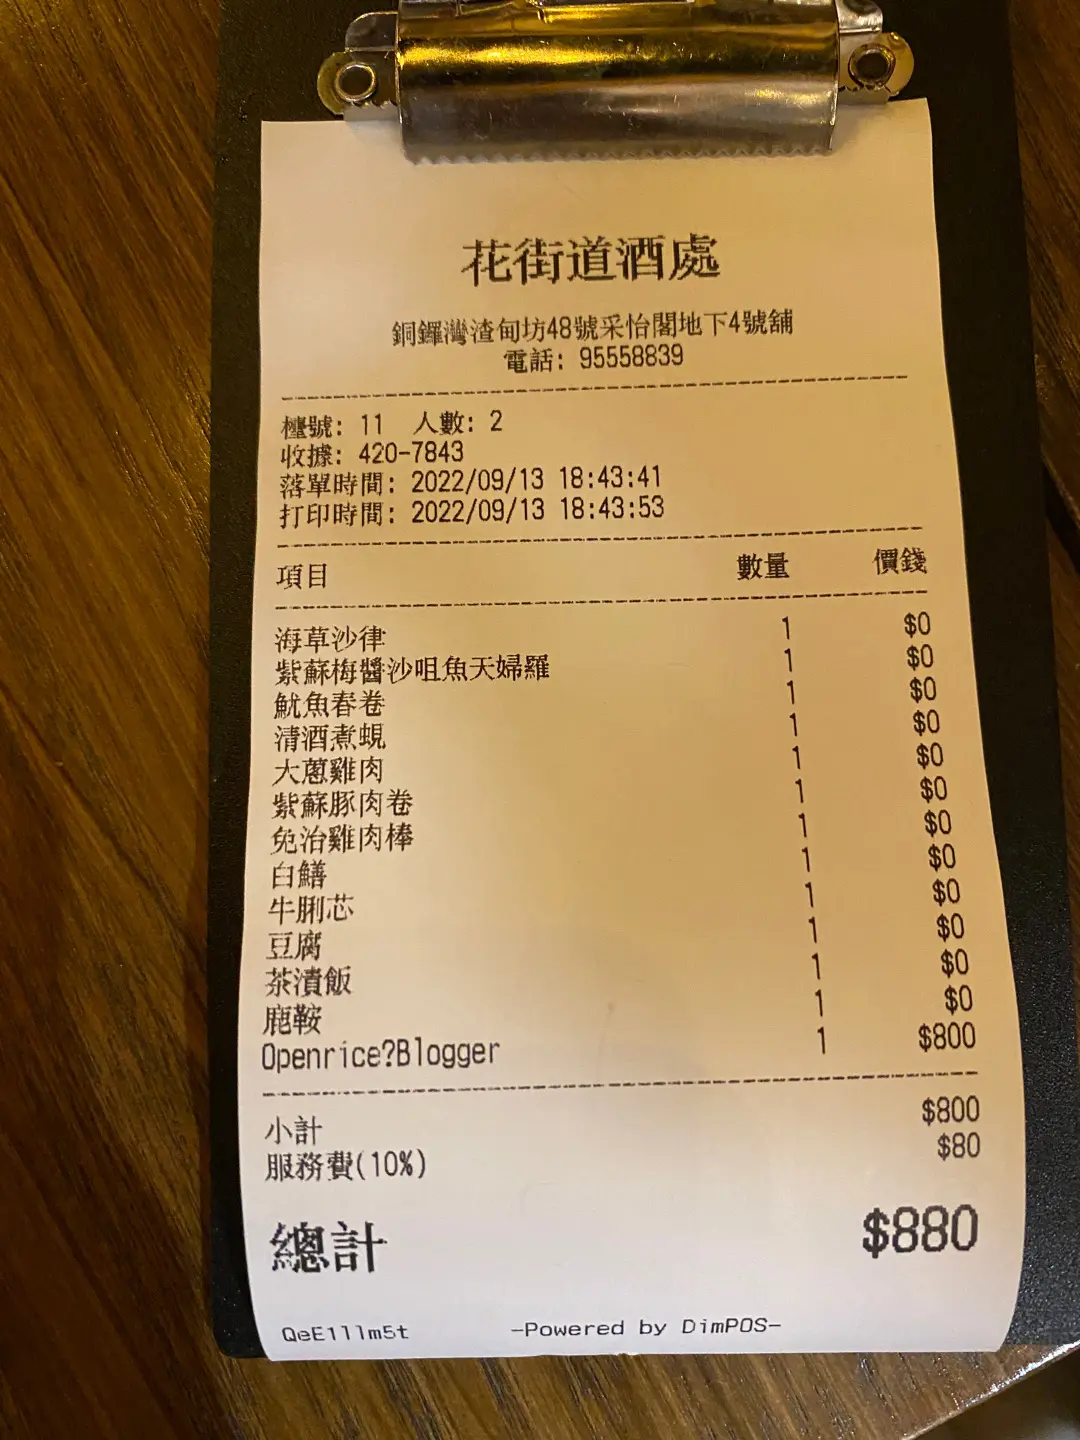 花街道酒處
銅鑼灣渣甸坊48號采怡閣地下4號舖
電話: 95558839
檯號: 11 人數: 2
收據: 420-7843
落單時間: 2022/09/13 18:43:41
打印時間: 2022/09/13 18:43:53
項目 數量 價錢
海草沙律 1 $0
紫蘇梅醬沙咀魚天婦羅 1 $0
魷魚春卷 1 $0
清酒煮蜆 1 $0
大蔥雞肉 1 $0
紫蘇豚肉卷 1 $0
免治雞肉棒 1 $0
白鱔 1 $0
牛脷芯 1 $0
豆腐 1 $0
茶漬飯 1 $0
鹿鞍 1 $0
Openrice?Blogger 1 $800
小計 $800
服務費(10%) $80
總計 $880
QeE1llm5t -Powered by DimPOS-